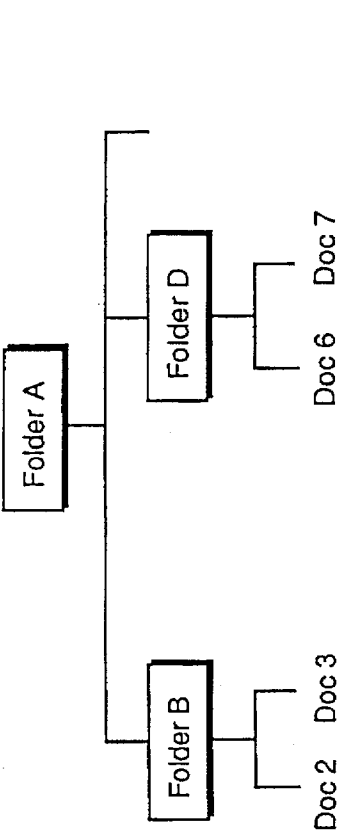 Folder A
Folder B
Folder D
Doc 2
Doc 3
Doc 6
Doc 7